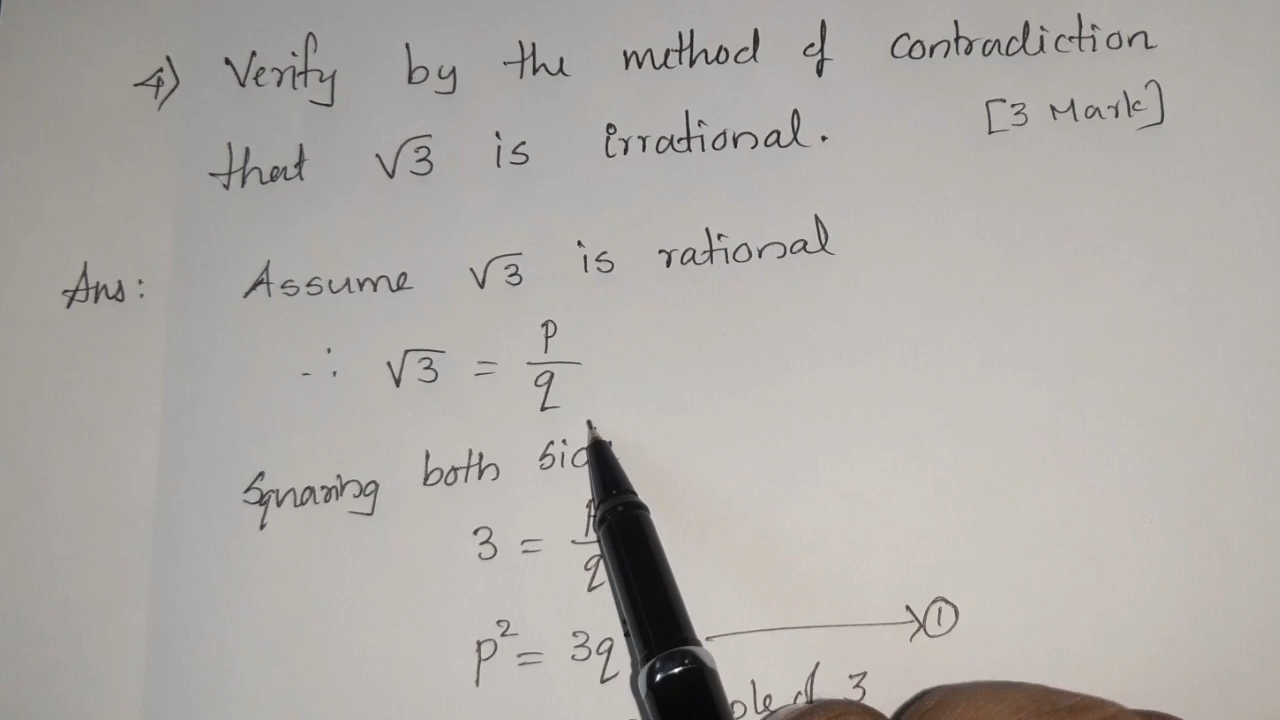 4) Verify by the method of contradiction
that √3 is irrational. [3 Mark]
Ans: Assume √3 is rational
∴ √3 = p/q
Squaring both
3 =
p² = 3q → ①
3